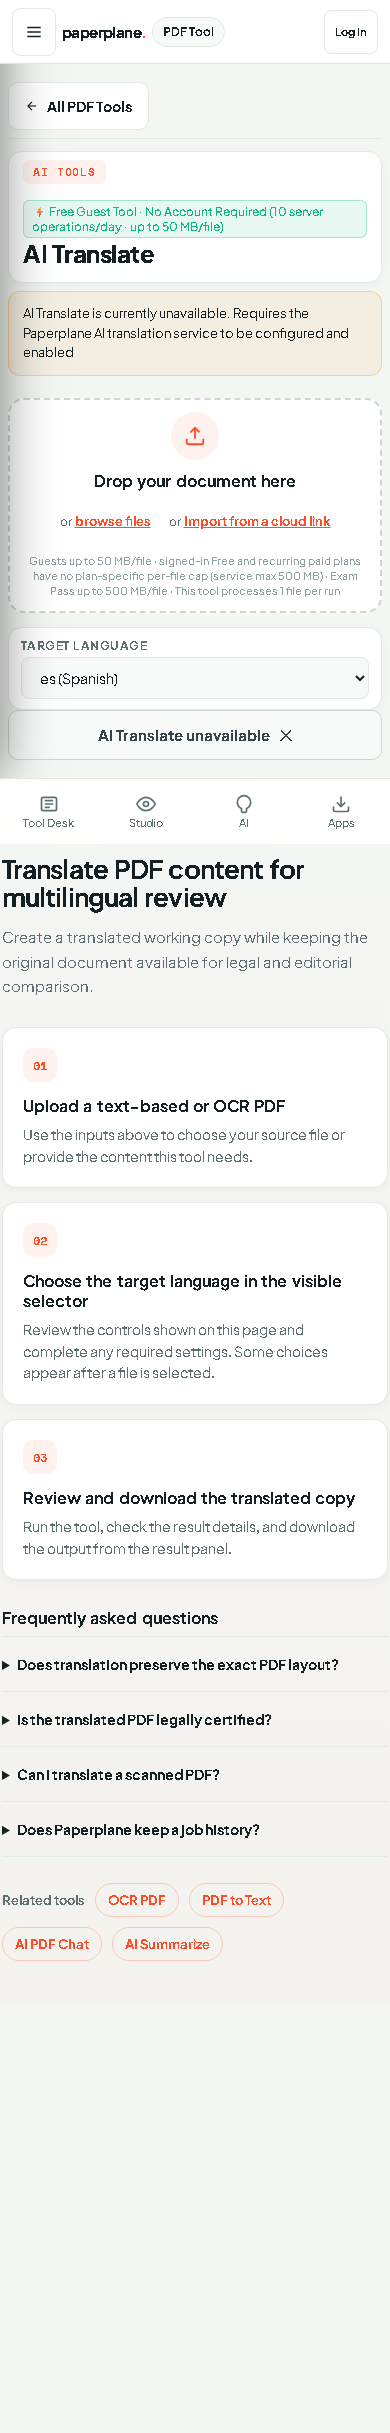 paperplane.
PDF Tool
Log In
All PDF Tools
AI TOOLS
Free Guest Tool · No Account Required (10 server
operations/day · up to 50 MB/file)
AI Translate
AI Translate is currently unavailable. Requires the
Paperplane AI translation service to be configured and
enabled
Drop your document here
or browse files or Import from a cloud link
Guests up to 50 MB/file · signed-in Free and recurring paid plans
have no plan-specific per-file cap (service max 500 MB) · Exam
Pass up to 500 MB/file · This tool processes 1 file per run
TARGET LANGUAGE
es (Spanish)
AI Translate unavailable
Tool Desk
Studio
AI
Apps
Translate PDF content for
multilingual review
Create a translated working copy while keeping the
original document available for legal and editorial
comparison.
01
Upload a text-based or OCR PDF
Use the inputs above to choose your source file or
provide the content this tool needs.
02
Choose the target language in the visible
selector
Review the controls shown on this page and
complete any required settings. Some choices
appear after a file is selected.
03
Review and download the translated copy
Run the tool, check the result details, and download
the output from the result panel.
Frequently asked questions
Does translation preserve the exact PDF layout?
Is the translated PDF legally certified?
Can I translate a scanned PDF?
Does Paperplane keep a job history?
Related tools
OCR PDF
PDF to Text
AI PDF Chat
AI Summarize